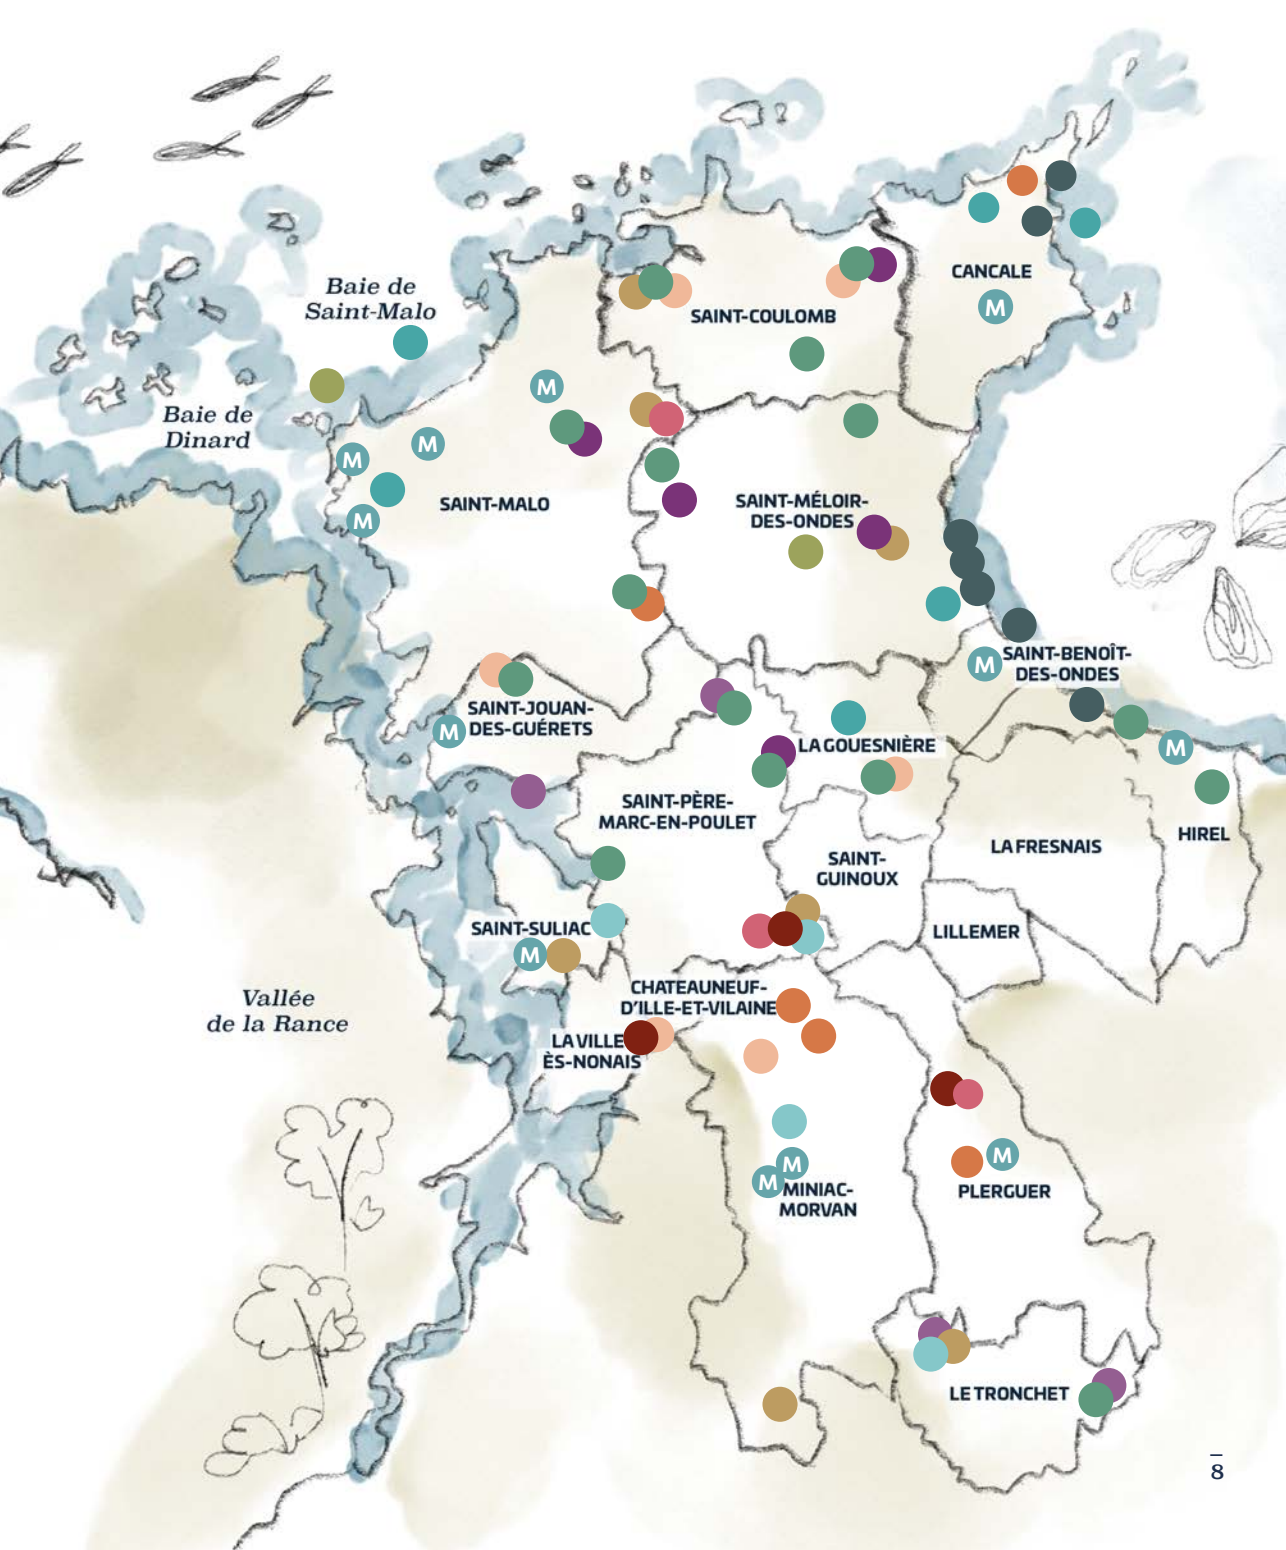 CANCALE
M
Baie de
Saint-Malo
SAINT-COULOMB
M
Baie de
Dinard
M
M
SAINT-MALO
M
SAINT-MÉLOIR-
DES-ONDES
M
SAINT-BENOÎT-
DES-ONDES
SAINT-JOUAN-
DES-GUÉRETS
M
LA GOUESNIÈRE
M
SAINT-PÈRE-
MARC-EN-POULET
HIREL
LA FRESNAIS
SAINT-
GUINOUX
SAINT-SULIAC
M
LILLEMER
Vallée
de la Rance
CHATEAUNEUF-
D'ILLE-ET-VILAINE
LA VILLE
ÈS-NONAIS
M
M
MINIAC-
MORVAN
M
PLERGUER
LE TRONCHET
8